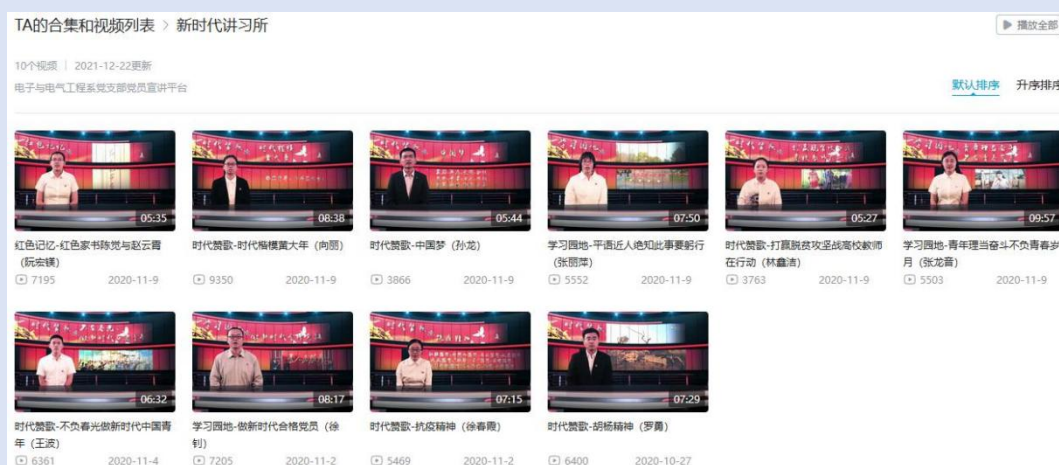 TA的合集和视频列表 > 新时代讲习所
播放全部
10个视频 | 2021-12-22更新
电子与电气工程系党支部党员宣讲平台
默认排序 升序排序
05:35
08:38
05:44
07:50
05:27
09:57
红色记忆-红色家书陈觉与赵云霄
(阮宏镁)
7195 2020-11-9
时代赞歌-时代楷模黄大年(向丽)
9350 2020-11-9
时代赞歌-中国梦(孙龙)
3866 2020-11-9
学习园地-平语近人绝知此事要躬行
(张丽萍)
5552 2020-11-9
时代赞歌-打赢脱贫攻坚战高校教师
在行动(林鑫洁)
3763 2020-11-9
学习园地-青年理当奋斗不负青春岁
月(张龙音)
5503 2020-11-9
06:32
08:17
07:15
07:29
时代赞歌-不负春光做新时代中国青
年(王波)
6361 2020-11-4
学习园地-做新时代合格党员(徐
钊)
7205 2020-11-2
时代赞歌-抗疫精神(徐春霞)
5469 2020-11-2
时代赞歌-胡杨精神(罗勇)
6400 2020-10-27